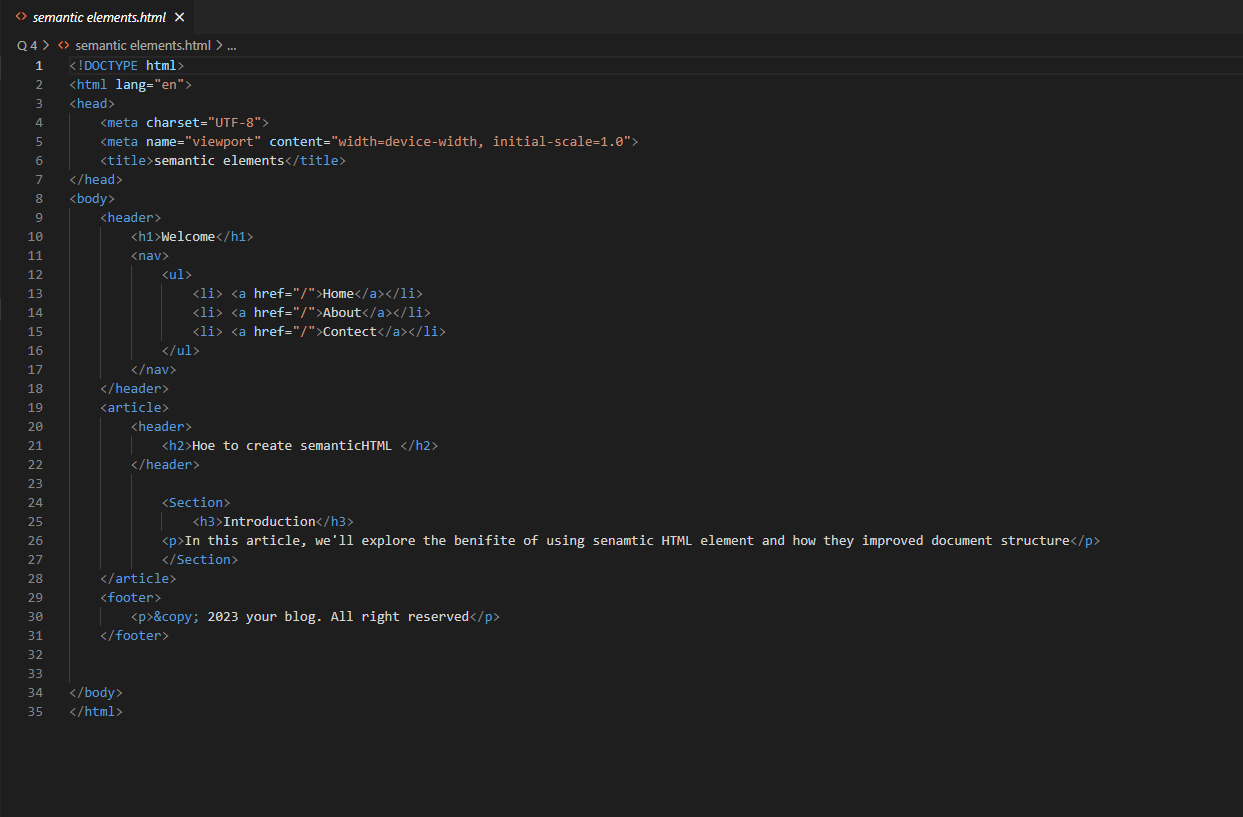 semantic elements.html
Q 4 > semantic elements.html > ...
1 <!DOCTYPE html>
2 <html lang="en">
3 <head>
4     <meta charset="UTF-8">
5     <meta name="viewport" content="width=device-width, initial-scale=1.0">
6     <title>semantic elements</title>
7 </head>
8 <body>
9     <header>
10         <h1>Welcome</h1>
11         <nav>
12             <ul>
13                 <li> <a href="/">Home</a></li>
14                 <li> <a href="/">About</a></li>
15                 <li> <a href="/">Contect</a></li>
16             </ul>
17         </nav>
18     </header>
19     <article>
20         <header>
21             <h2>Hoe to create semanticHTML </h2>
22         </header>
23
24             <Section>
25                 <h3>Introduction</h3>
26             <p>In this article, we'll explore the benifite of using senamtic HTML element and how they improved document structure</p>
27             </Section>
28     </article>
29     <footer>
30         <p>&copy; 2023 your blog. All right reserved</p>
31     </footer>
32
33
34 </body>
35 </html>